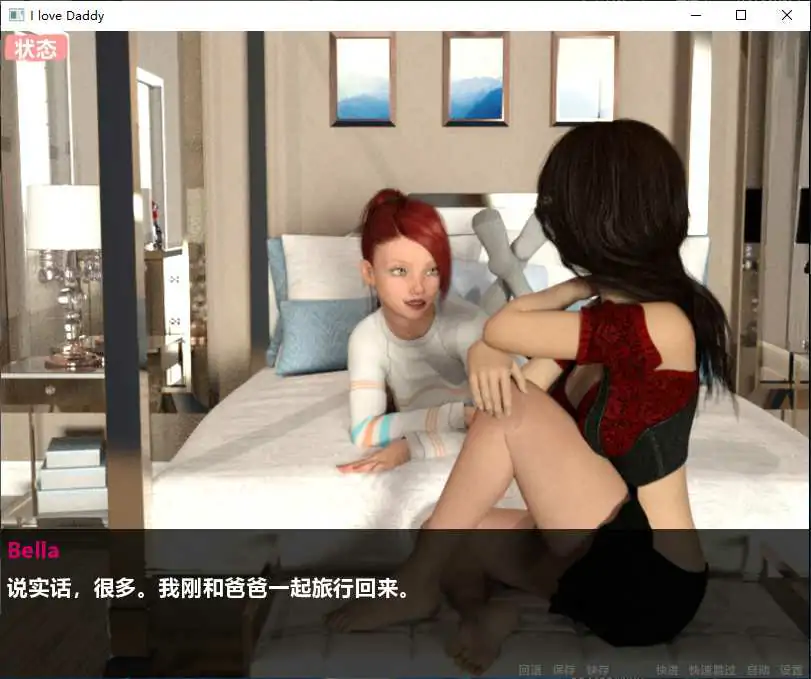 I love Daddy
状态
Bella
说实话，很多。我刚和爸爸一起旅行回来。
回滚 保存 快存 快进 快速跳过 自动 设置